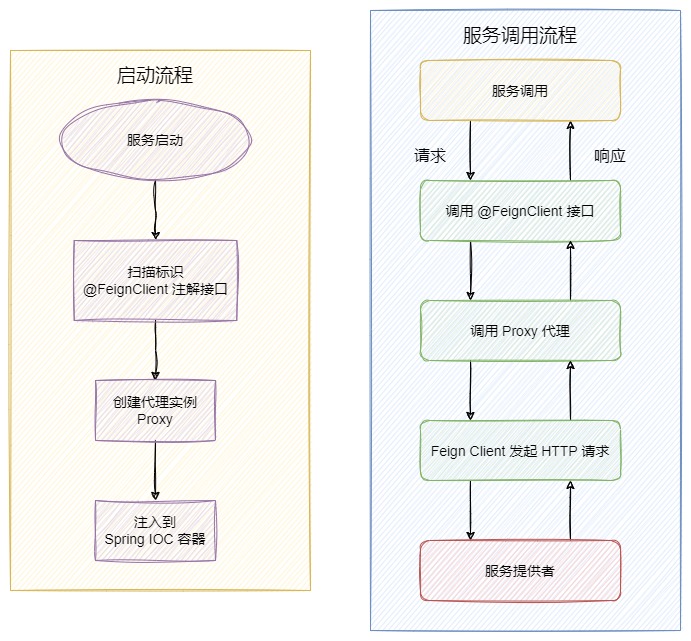 启动流程
服务启动
扫描标识
@FeignClient 注解接口
创建代理实例
Proxy
注入到
Spring IOC 容器
服务调用流程
服务调用
请求
响应
调用 @FeignClient 接口
调用 Proxy 代理
Feign Client 发起 HTTP 请求
服务提供者